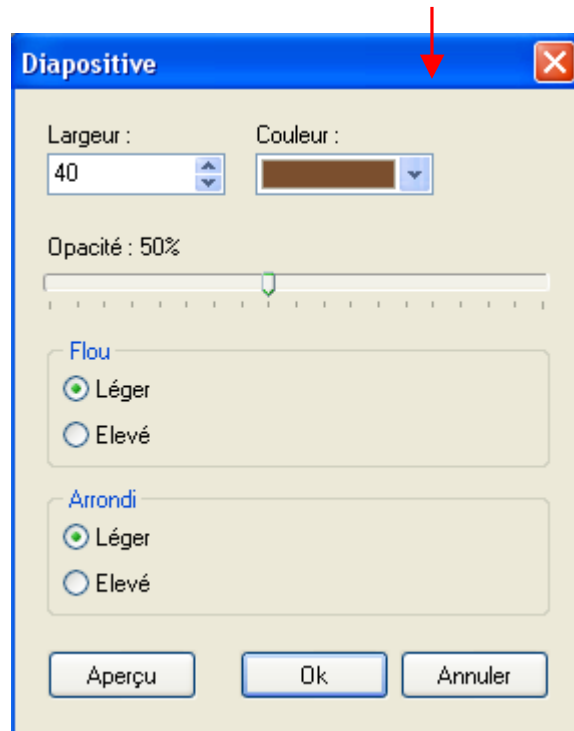 Diapositive
Largeur : Couleur :
40
Opacité : 50%
Flou
Léger
Elevé
Arrondi
Léger
Elevé
Aperçu Ok Annuler